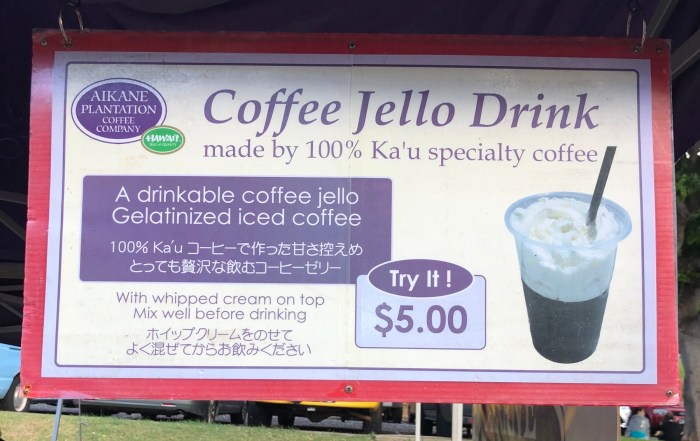 AIKANE
PLANTATION
COFFEE
COMPANY
HAWAI'I
Coffee Jello Drink
made by 100% Ka'u specialty coffee
A drinkable coffee jello
Gelatinized iced coffee
100% Ka'u コーヒーで作った甘さ控えめ
とっても贅沢な飲むコーヒーゼリー
Try It !
$5.00
With whipped cream on top
Mix well before drinking
ホイップクリームをのせて
よく混ぜてからお飲みください